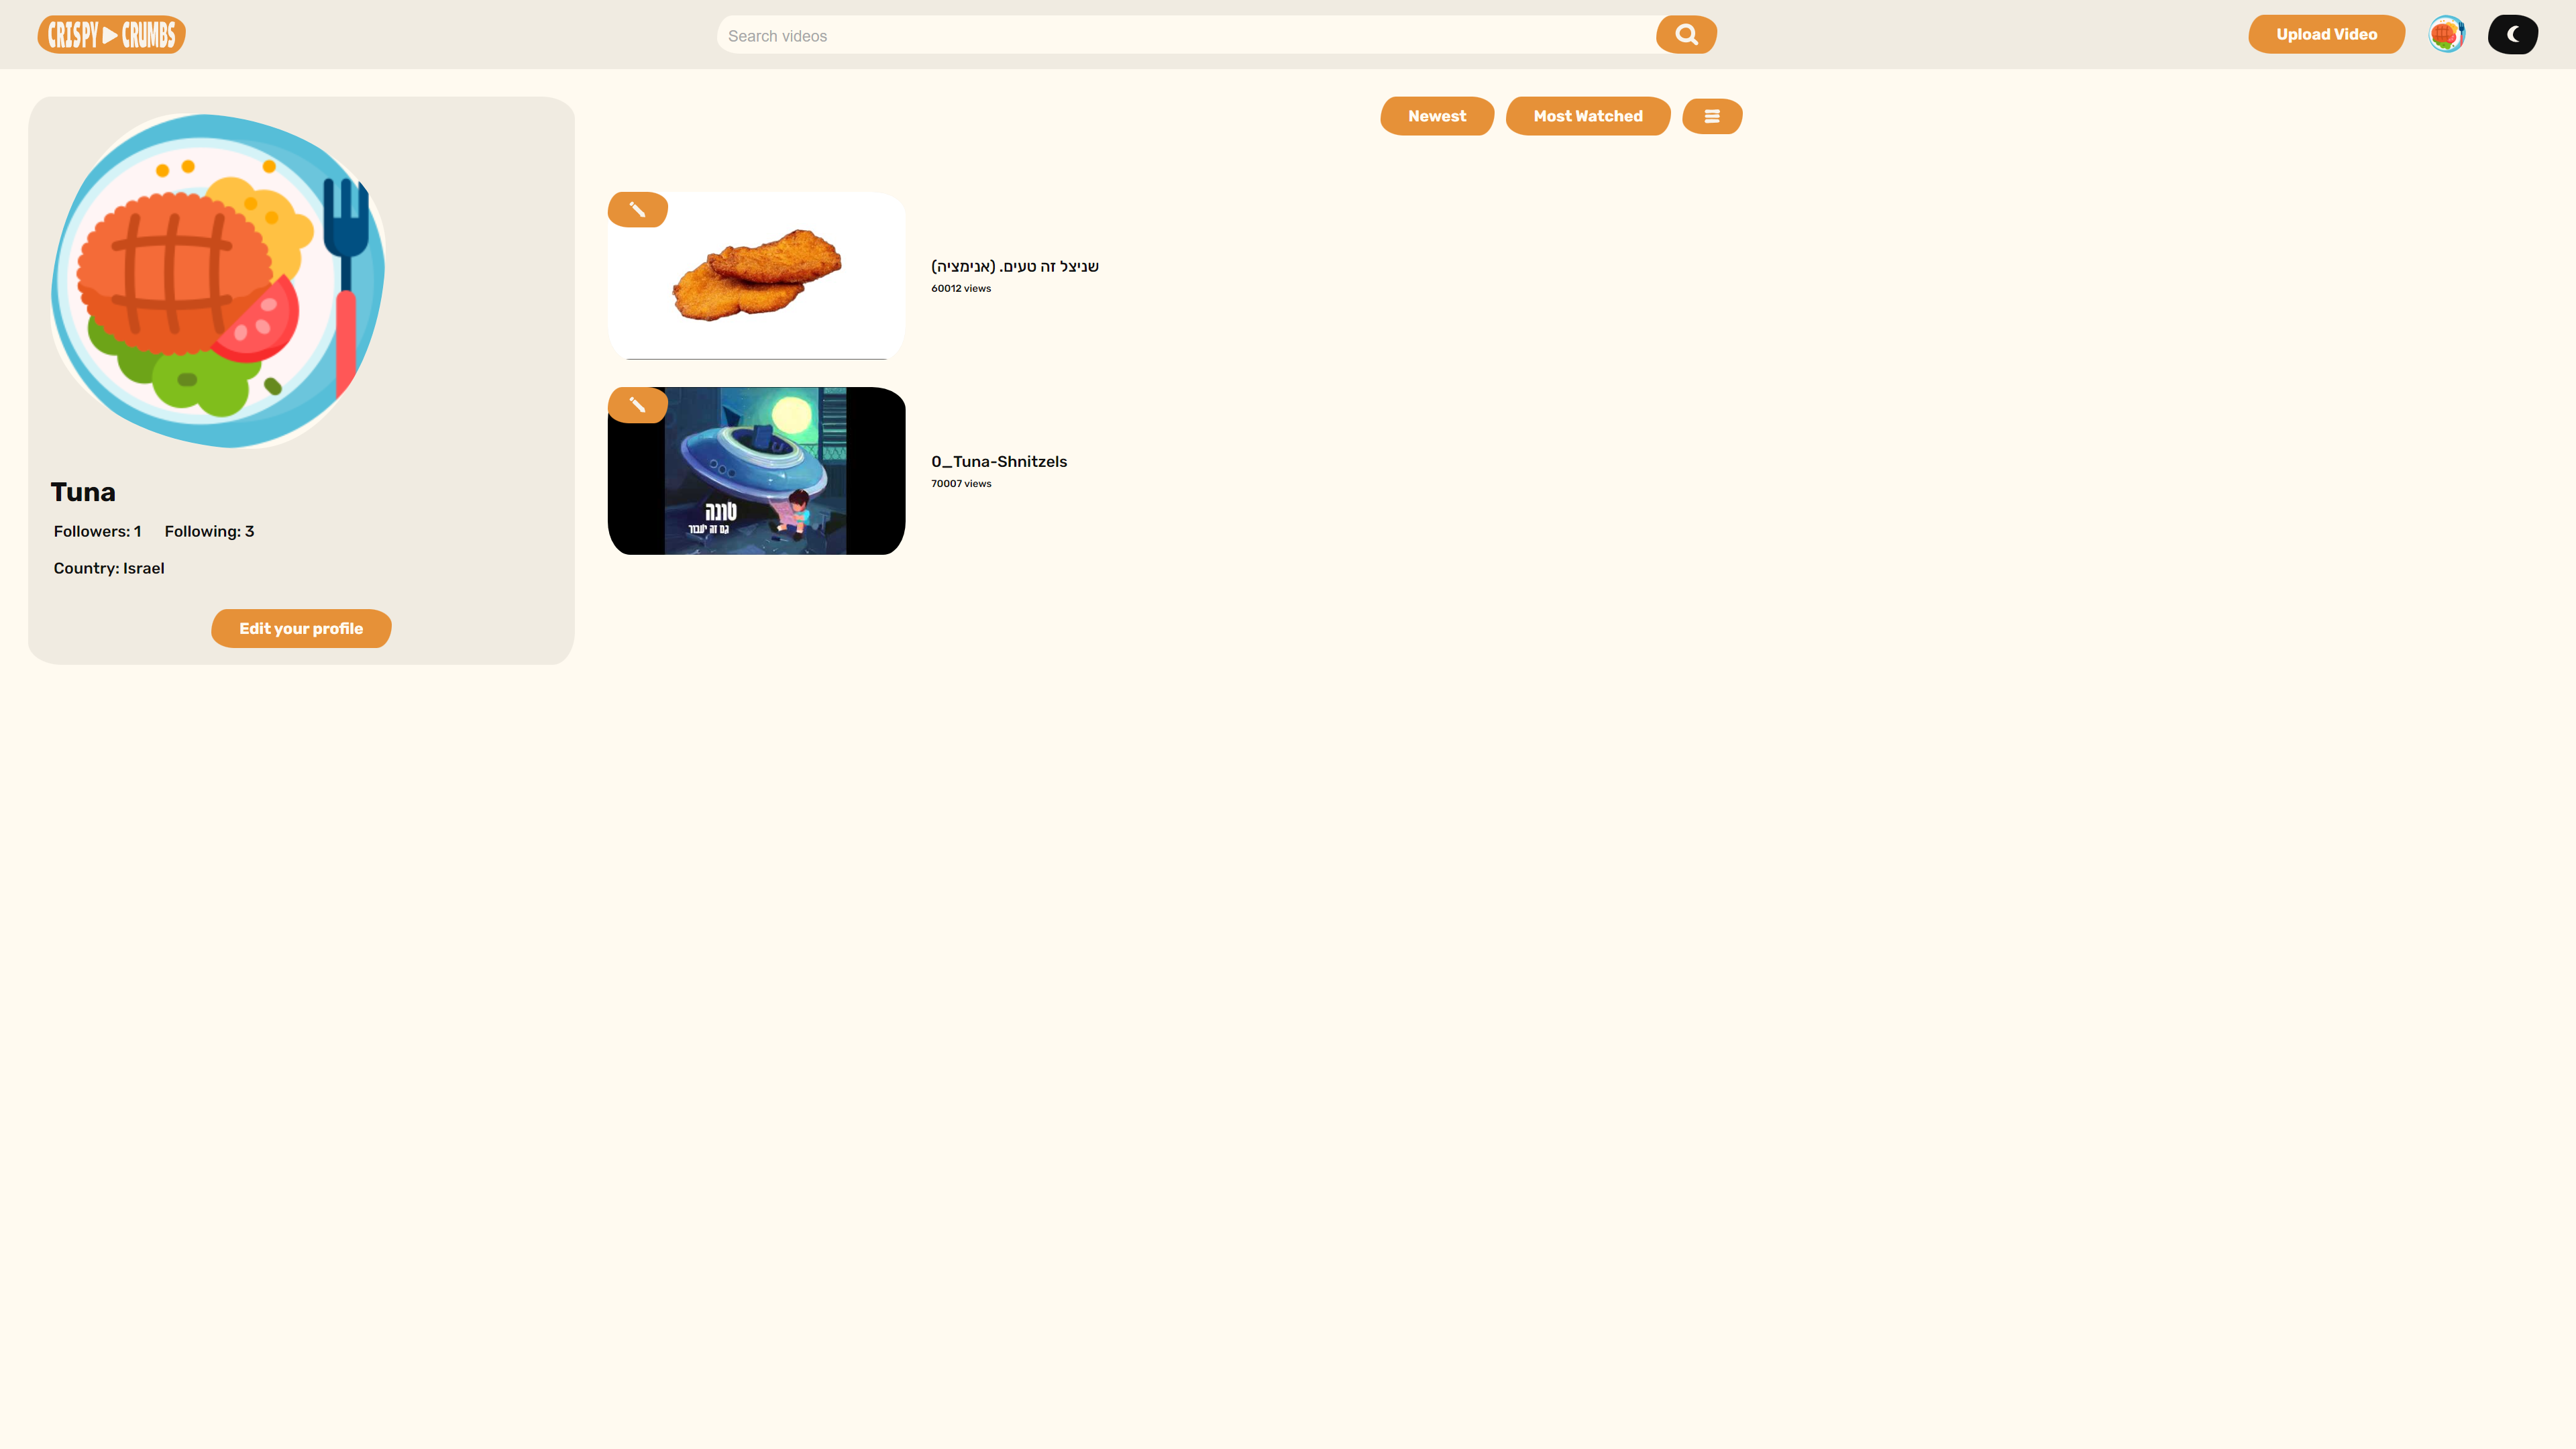 CRISPY CRUMBS
Search videos
Upload Video
Newest
Most Watched
שניצל זה טעים. (אנימציה)
60012 views
טונה
גם זה יעבור
0_Tuna-Shnitzels
70007 views
Tuna
Followers: 1 Following: 3
Country: Israel
Edit your profile